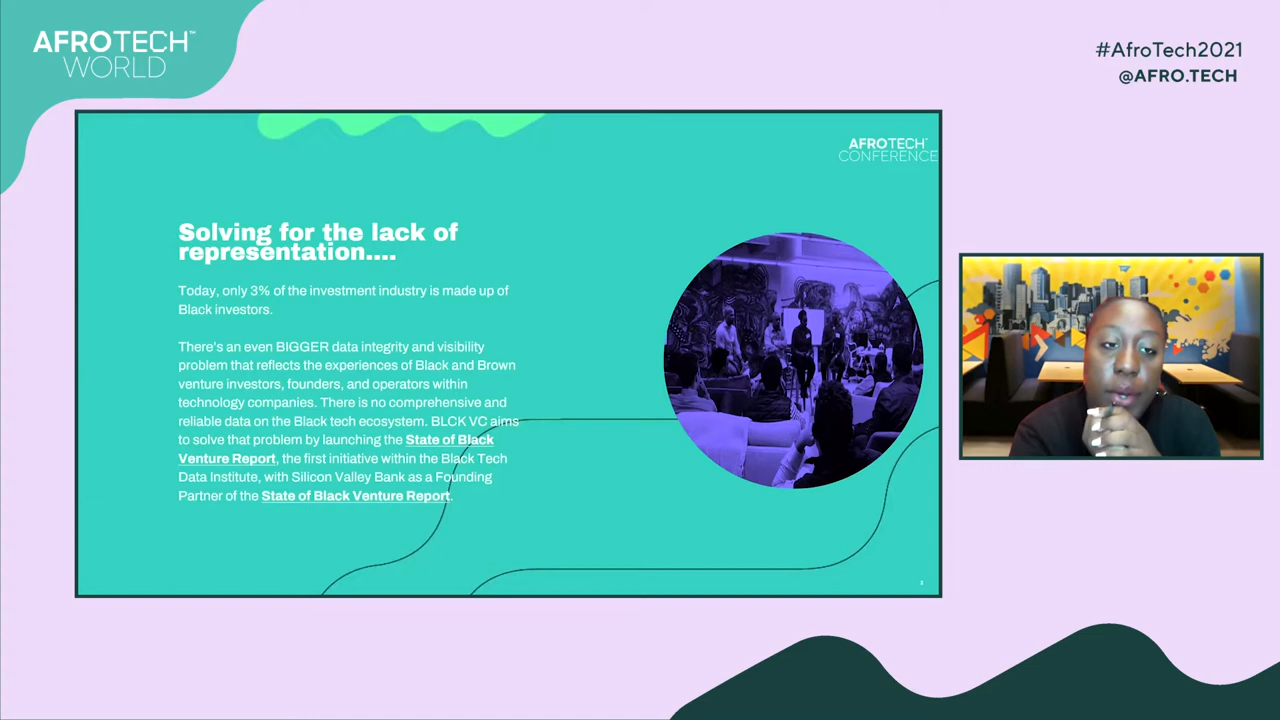 AFROTECH™
WORLD
#AfroTech2021
@AFRO.TECH
AFROTECH™
CONFERENCE
Solving for the lack of
representation....
Today, only 3% of the investment industry is made up of
Black investors.
There's an even BIGGER data integrity and visibility
problem that reflects the experiences of Black and Brown
venture investors, founders, and operators within
technology companies. There is no comprehensive and
reliable data on the Black tech ecosystem. BLCK VC aims
to solve that problem by launching the State of Black
Venture Report, the first initiative within the Black Tech
Data Institute, with Silicon Valley Bank as a Founding
Partner of the State of Black Venture Report.